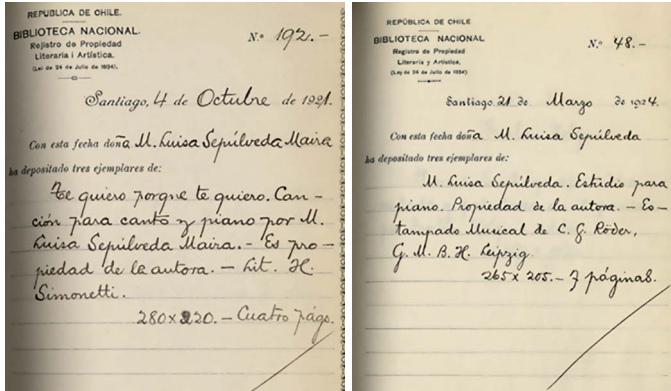 REPÚBLICA DE CHILE.
BIBLIOTECA NACIONAL.
Rejistro de Propiedad
Literaria i Artística.
(Lei de 24 de Julio de 1834).
N.º 192.-
Santiago, 4 de Octubre de 1921.
Con esta fecha doña M. Luisa Sepúlveda Maira
ha depositado tres ejemplares de:
Te quiero porque te quiero. Can-
ción para canto y piano por M.
Luisa Sepúlveda Maira. - Es pro-
piedad de la autora. - Lit. H.
Simonetti.
280 x 220. - Cuatro págs.
REPÚBLICA DE CHILE
BIBLIOTECA NACIONAL.
Registro de Propiedad
Literaria y Artística.
(Ley de 24 de Julio de 1834)
N.º 48.-
Santiago, 21 de Marzo de 1924.
Con esta fecha doña M. Luisa Sepúlveda
ha depositado tres ejemplares de:
M. Luisa Sepúlveda. Estudio para
piano. Propiedad de la autora. - Es-
tampado Musical de C. G. Röder,
G. M. B. H. Leipzig.
265 x 205. - 7 páginas.